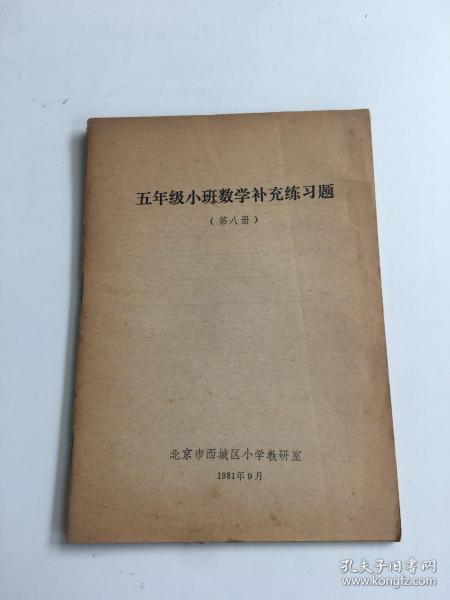 五年级小班数学补充练习题
（第八册）
北京市西城区小学教研室
1981年9月
孔夫子旧书网
www.kongfz.com